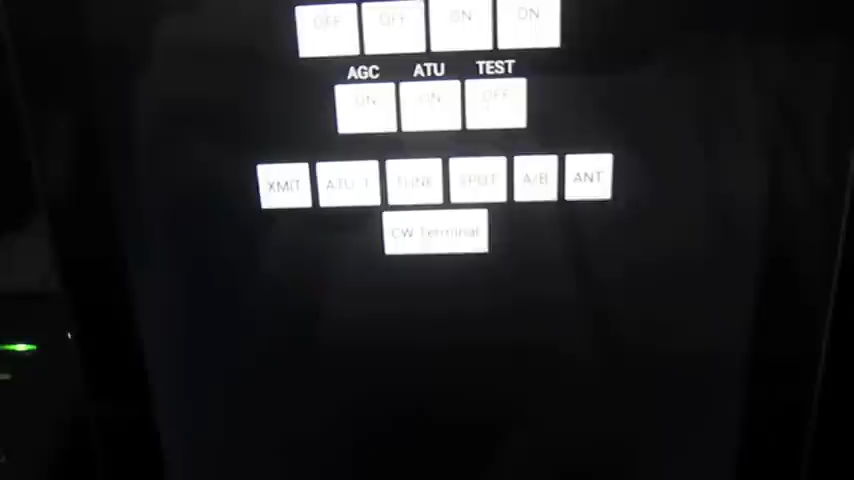 OFF OFF ON ON
AGC ATU TEST
ON ON OFF
XMIT ATU T TUNE SPOT A/B ANT
CW Terminal